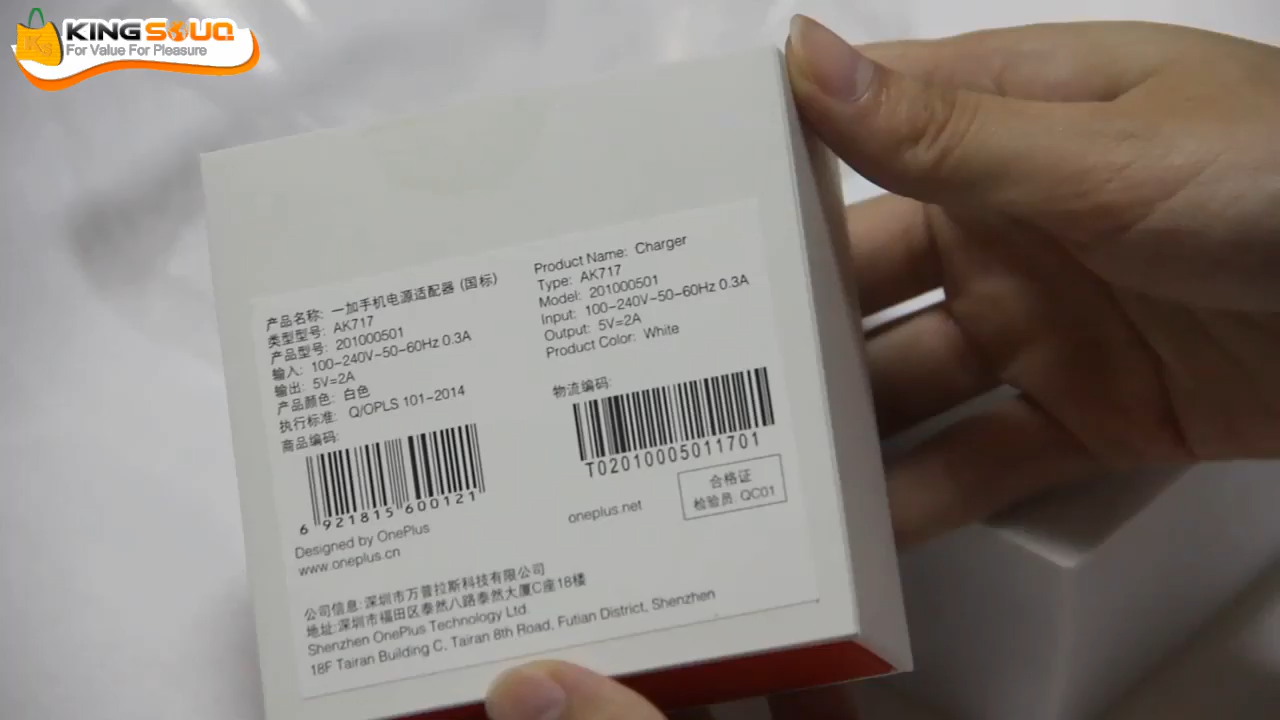 KINGSOUQ
For Value For Pleasure
产品名称: 一加手机电源适配器 (国标)
类型型号: AK717
产品型号: 201000501
输入: 100-240V~50-60Hz 0.3A
输出: 5V=2A
产品颜色: 白色
执行标准: Q/OPLS 101-2014
商品编码:
6 921815 600121
Designed by OnePlus
www.oneplus.cn
Product Name: Charger
Type: AK717
Model: 201000501
Input: 100-240V~50-60Hz 0.3A
Output: 5V=2A
Product Color: White
物流编码:
T02010005011701
oneplus.net
合格证
检验员 QC01
公司信息: 深圳市万普拉斯科技有限公司
地址: 深圳市福田区泰然八路泰然大厦C座18楼
Shenzhen OnePlus Technology Ltd.
18F Tairan Building C, Tairan 8th Road, Futian District, Shenzhen